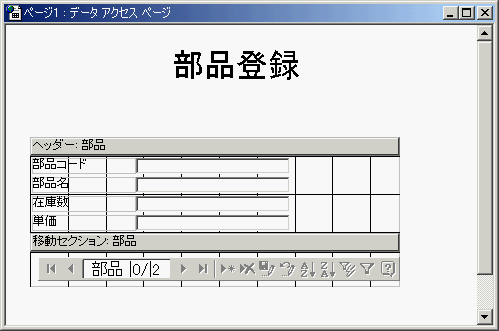 ページ1 : データ アクセス ページ
部品登録
ヘッダー: 部品
部品コード
部品名
在庫数
単価
移動セクション: 部品
部品 |0/|2